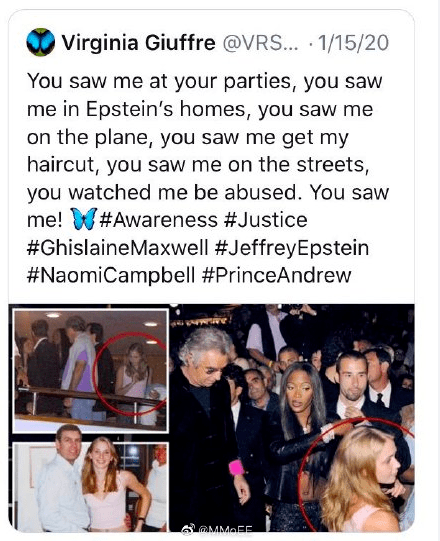 Virginia Giuffre @VRS... · 1/15/20
You saw me at your parties, you saw
me in Epstein's homes, you saw me
on the plane, you saw me get my
haircut, you saw me on the streets,
you watched me be abused. You saw
me! 🦋 #Awareness #Justice
#GhislaineMaxwell #JeffreyEpstein
#NaomiCampbell #PrinceAndrew
@MMoEE